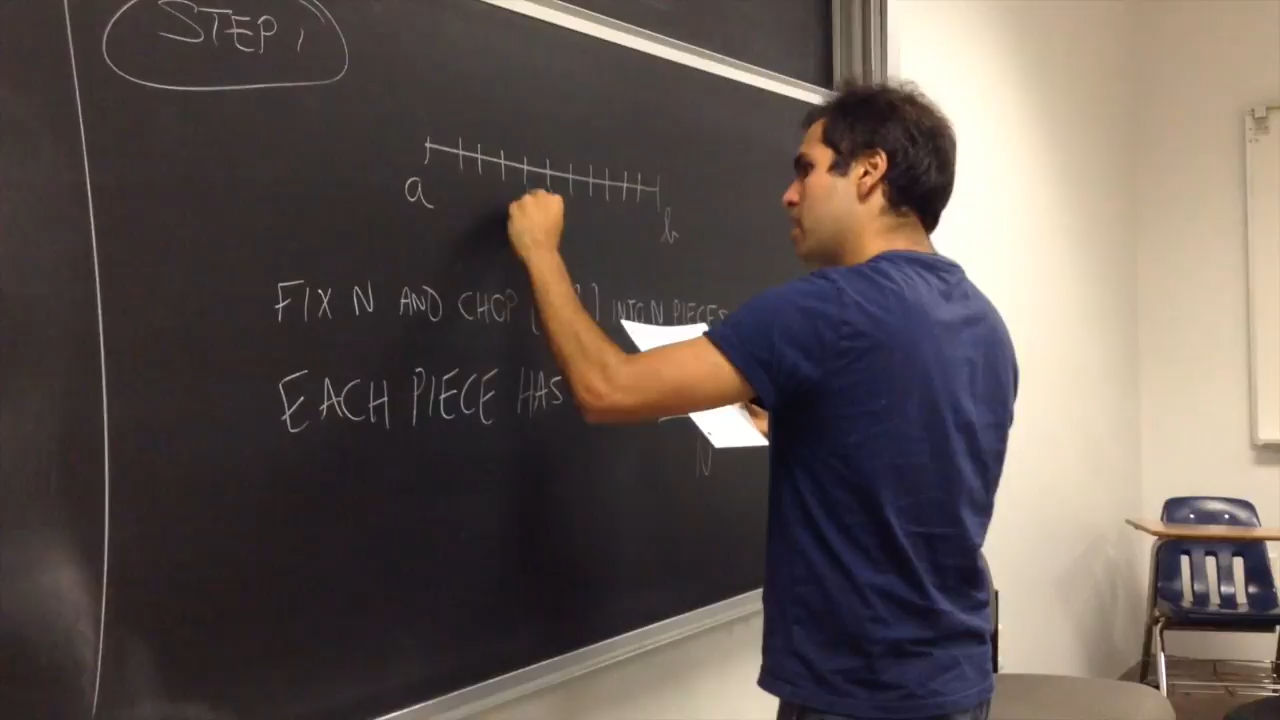 STEP 1
a
b
FIX N AND CHOP [ ] INTO N PIECES
EACH PIECE HAS
N